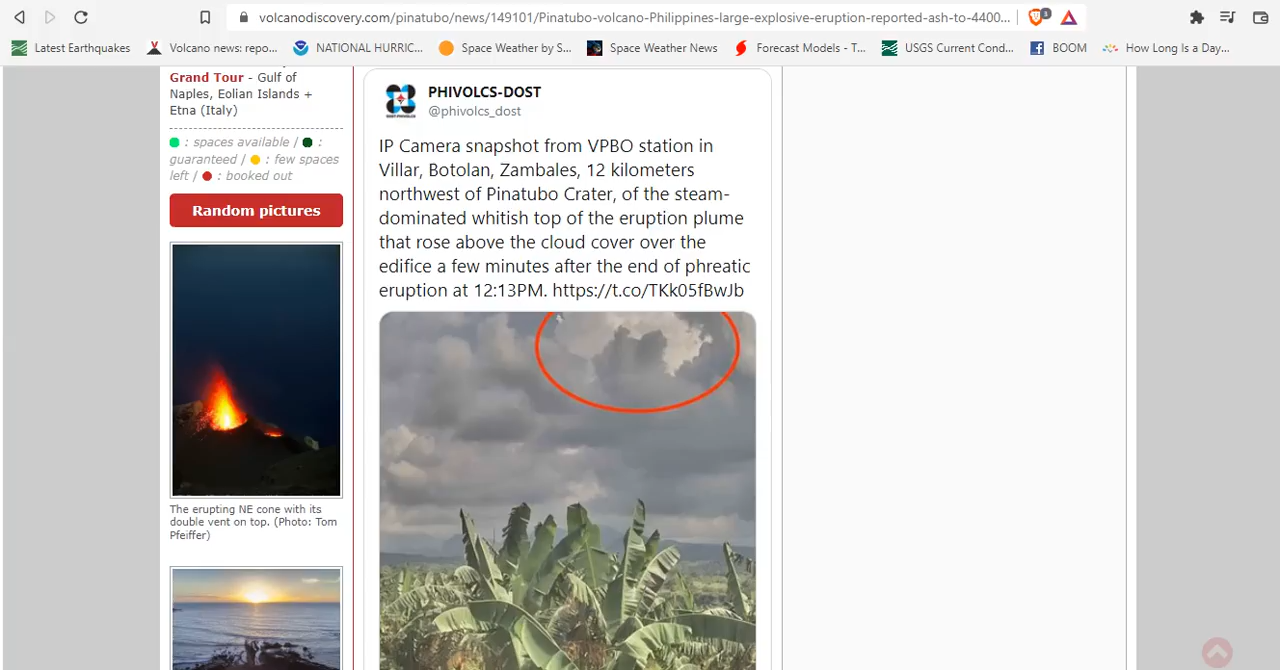 volcanodiscovery.com/pinatubo/news/149101/Pinatubo-volcano-Philippines-large-explosive-eruption-reported-ash-to-4400...
3
Latest Earthquakes
Volcano news: repo...
NATIONAL HURRIC...
Space Weather by S...
Space Weather News
Forecast Models - T...
USGS Current Cond...
BOOM
How Long Is a Day...
Grand Tour - Gulf of
Naples, Eolian Islands +
Etna (Italy)
: spaces available / :
guaranteed / : few spaces
left / : booked out
Random pictures
The erupting NE cone with its
double vent on top. (Photo: Tom
Pfeiffer)
PHIVOLCS-DOST
@phivolcs_dost
IP Camera snapshot from VPBO station in
Villar, Botolan, Zambales, 12 kilometers
northwest of Pinatubo Crater, of the steam-
dominated whitish top of the eruption plume
that rose above the cloud cover over the
edifice a few minutes after the end of phreatic
eruption at 12:13PM. https://t.co/TKk05fBwJb